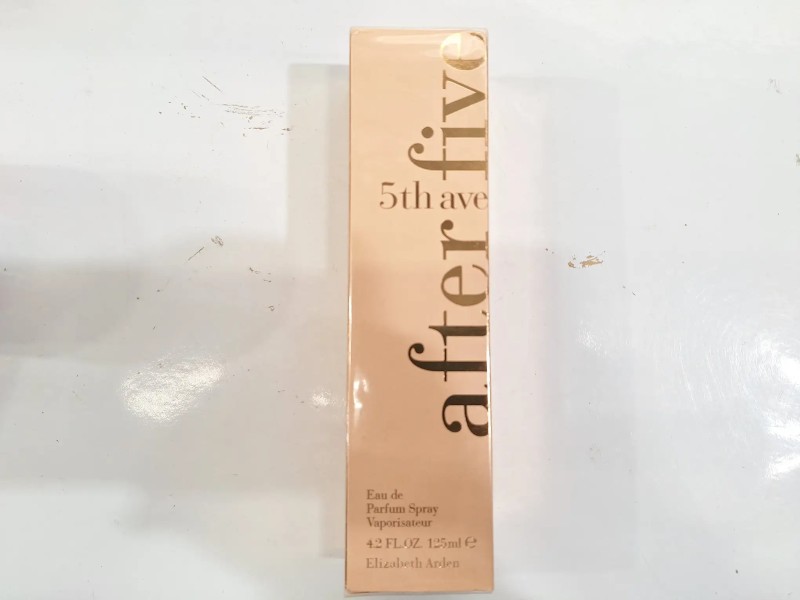 after five
5th ave
Eau de
Parfum Spray
Vaporisateur
4.2 FL.OZ. 125ml ℮
Elizabeth Arden